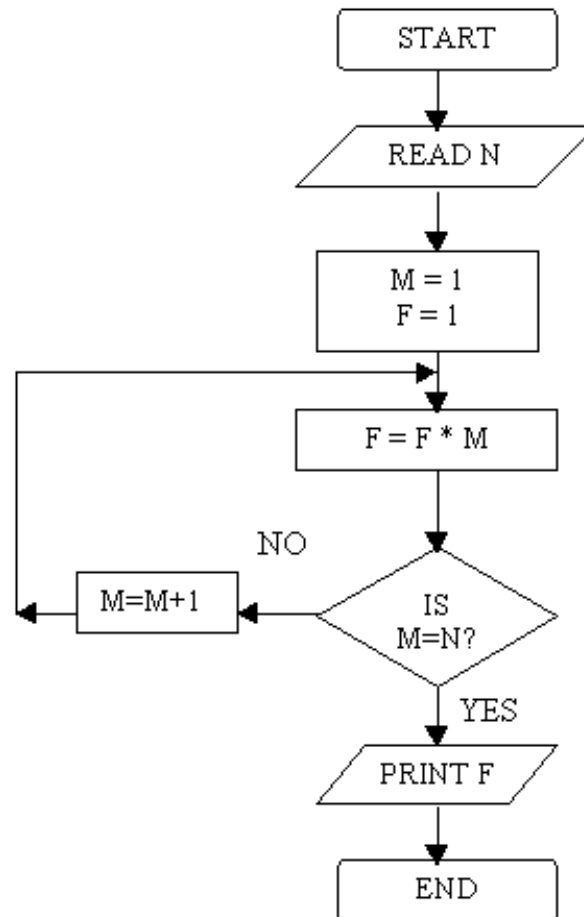 START
READ N
M = 1
F = 1
F = F * M
NO
M=M+1
IS
M=N?
YES
PRINT F
END